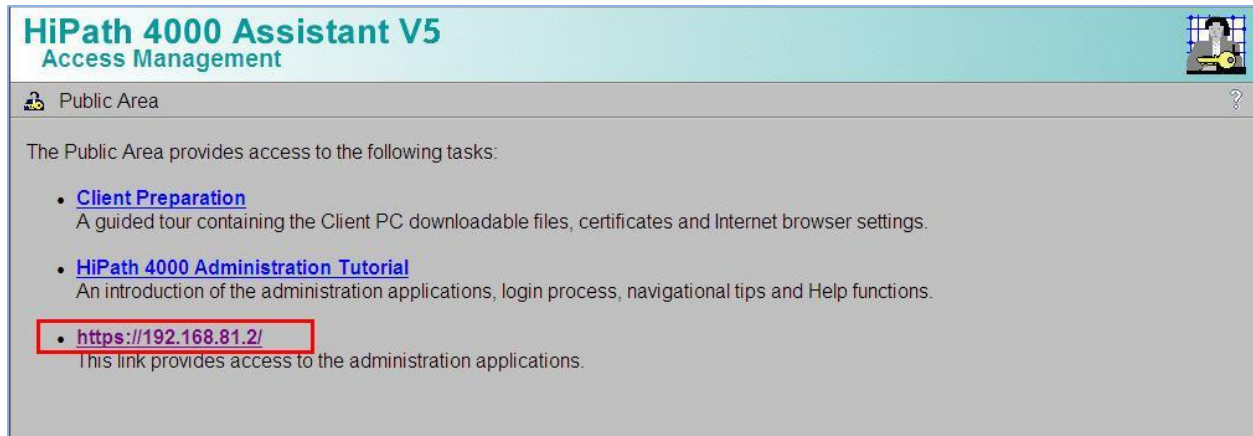 HiPath 4000 Assistant V5
Access Management
Public Area
?
The Public Area provides access to the following tasks:
• Client Preparation
A guided tour containing the Client PC downloadable files, certificates and Internet browser settings.
• HiPath 4000 Administration Tutorial
An introduction of the administration applications, login process, navigational tips and Help functions.
• https://192.168.81.2/
This link provides access to the administration applications.